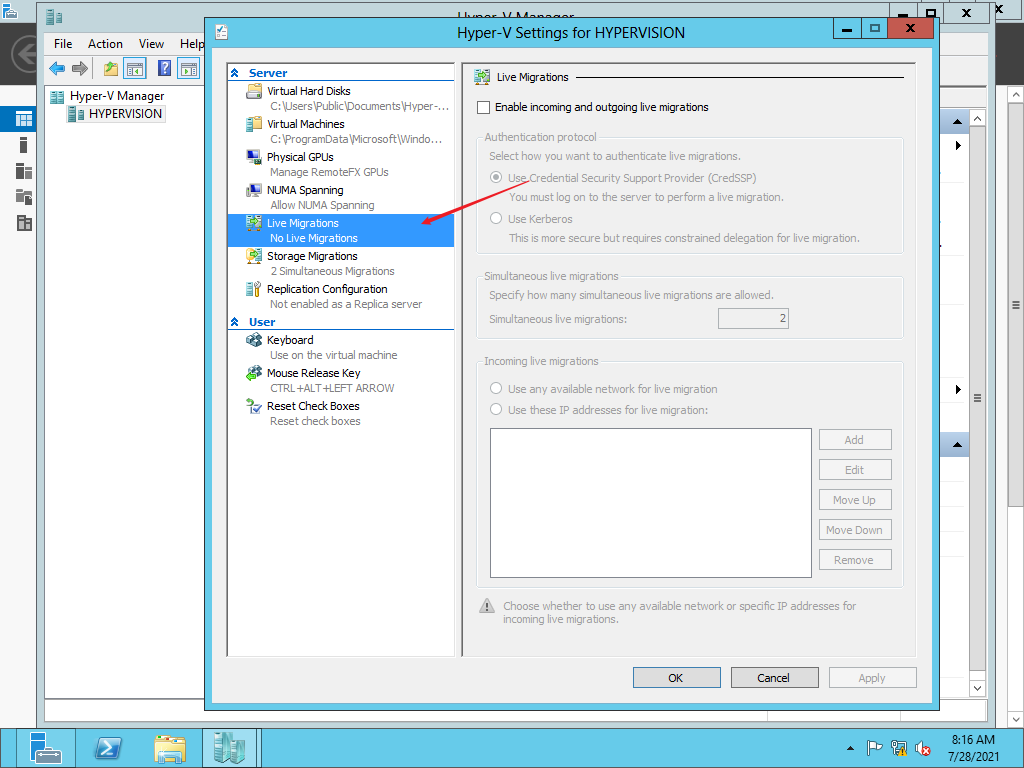 Hyper-V Manager
Hyper-V Settings for HYPERVISION
File Action View Help
Hyper-V Manager
HYPERVISION
Server
Virtual Hard Disks
C:\Users\Public\Documents\Hyper-...
Virtual Machines
C:\ProgramData\Microsoft\Windo...
Physical GPUs
Manage RemoteFX GPUs
NUMA Spanning
Allow NUMA Spanning
Live Migrations
No Live Migrations
Storage Migrations
2 Simultaneous Migrations
Replication Configuration
Not enabled as a Replica server
User
Keyboard
Use on the virtual machine
Mouse Release Key
CTRL+ALT+LEFT ARROW
Reset Check Boxes
Reset check boxes
Live Migrations
Enable incoming and outgoing live migrations
Authentication protocol
Select how you want to authenticate live migrations.
Use Credential Security Support Provider (CredSSP)
You must log on to the server to perform a live migration.
Use Kerberos
This is more secure but requires constrained delegation for live migration.
Simultaneous live migrations
Specify how many simultaneous live migrations are allowed.
Simultaneous live migrations: 2
Incoming live migrations
Use any available network for live migration
Use these IP addresses for live migration:
Add
Edit
Move Up
Move Down
Remove
Choose whether to use any available network or specific IP addresses for
incoming live migrations.
OK Cancel Apply
8:16 AM
7/28/2021